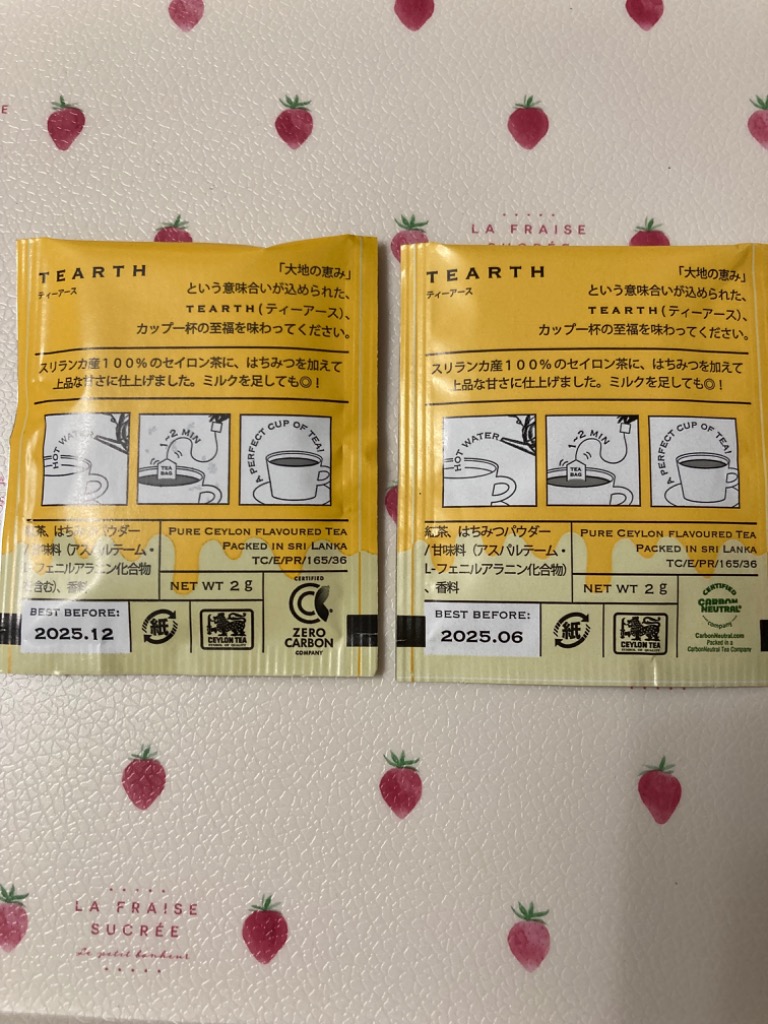 LA FRAISE
SUCRÉE
TEARTH
ティーアース
「大地の恵み」
という意味合いが込められた、
TEARTH(ティーアース)、
カップ一杯の至福を味わってください。
スリランカ産100%のセイロン茶に、はちみつを加えて
上品な甘さに仕上げました。ミルクを足しても◎!
HOT WATER
1~2 MIN
TEA
BAG
A PERFECT CUP OF TEA!
紅茶、はちみつパウダー
/甘味料(アスパルテーム・
L-フェニルアラニン化合物
を含む)、香料
PURE CEYLON FLAVOURED TEA
PACKED IN SRI LANKA
TC/E/PR/165/36
NET WT 2g
BEST BEFORE:
2025.12
紙
CEYLON TEA
CERTIFIED
ZERO
CARBON
COMPANY
TEARTH
ティーアース
「大地の恵み」
という意味合いが込められた、
TEARTH(ティーアース)、
カップ一杯の至福を味わってください。
スリランカ産100%のセイロン茶に、はちみつを加えて
上品な甘さに仕上げました。ミルクを足しても◎!
HOT WATER
1~2 MIN
TEA
BAG
A PERFECT CUP OF TEA!
紅茶、はちみつパウダー
/甘味料(アスパルテーム・
L-フェニルアラニン化合物)
、香料
PURE CEYLON FLAVOURED TEA
PACKED IN SRI LANKA
TC/E/PR/165/36
NET WT 2g
BEST BEFORE:
2025.06
紙
CEYLON TEA
CERTIFIED
CARBON
NEUTRAL
company
CarbonNeutral.com
Packed in a
CarbonNeutral Tea Company
LA FRAISE
SUCRÉE
Le petit bonheur